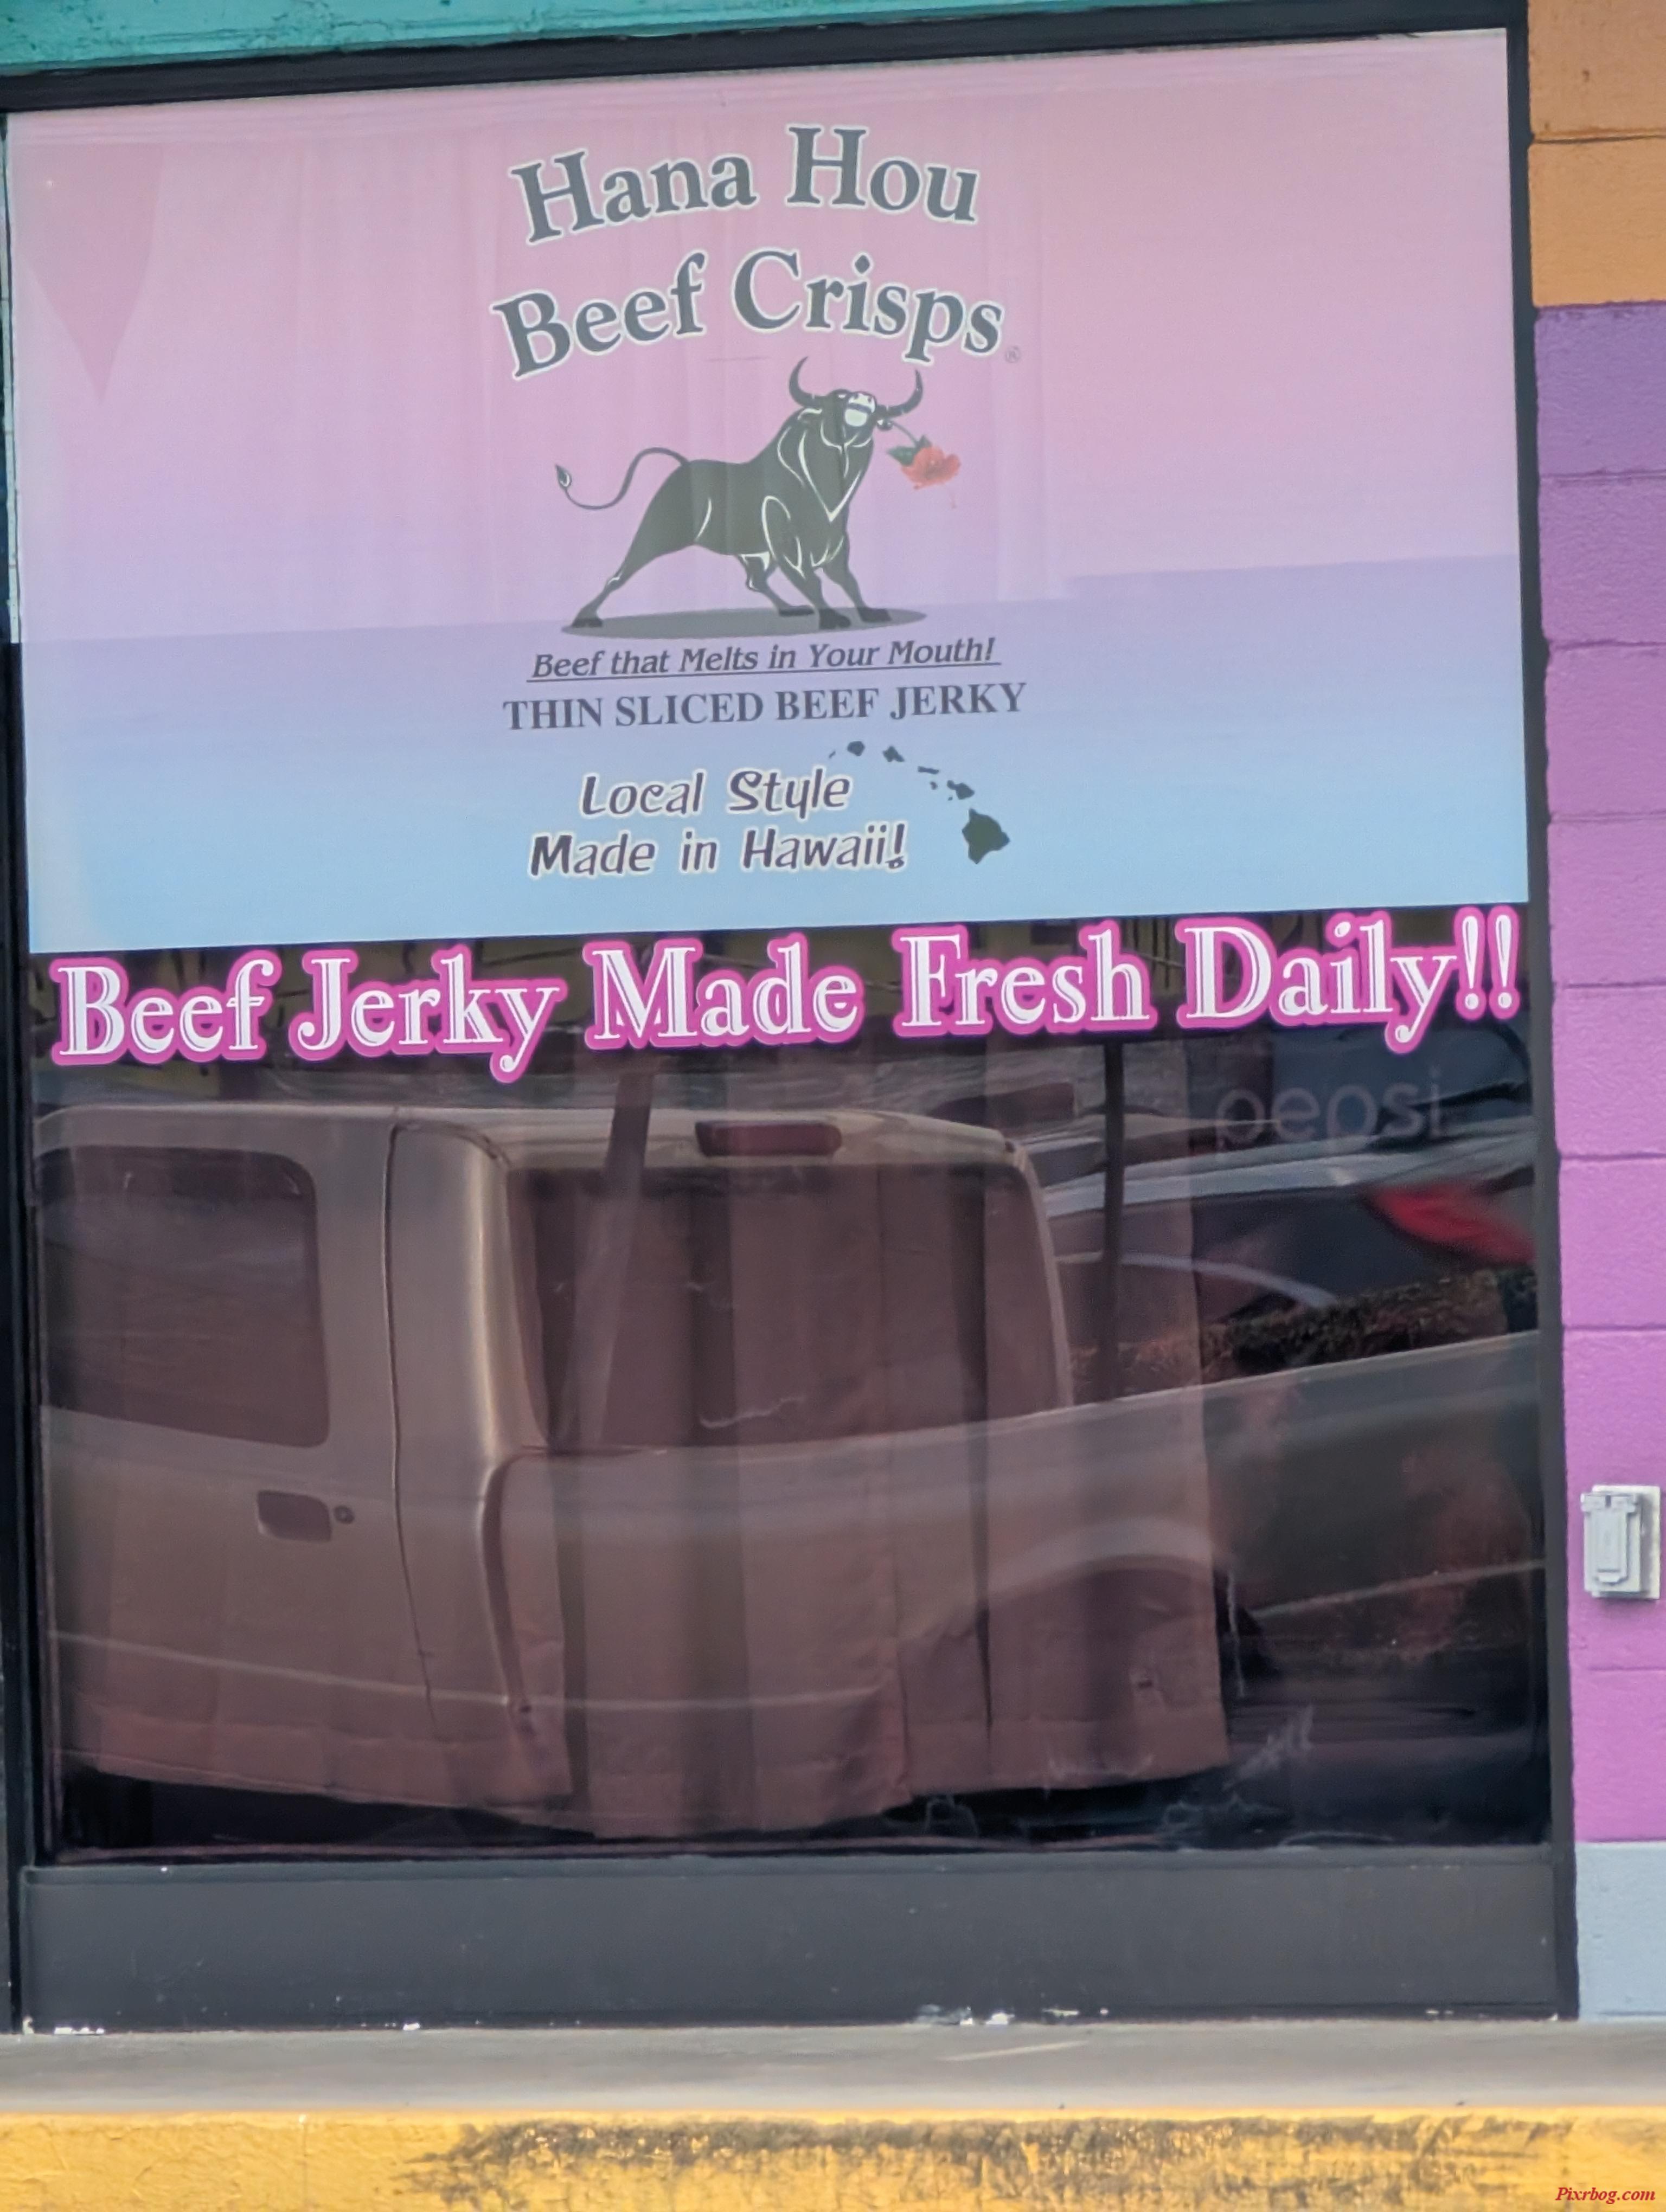 Hana Hou
Beef Crisps®
Beef that Melts in Your Mouth!
THIN SLICED BEEF JERKY
Local Style
Made in Hawaii!
Beef Jerky Made Fresh Daily!!
pepsi
Pixrbog.com